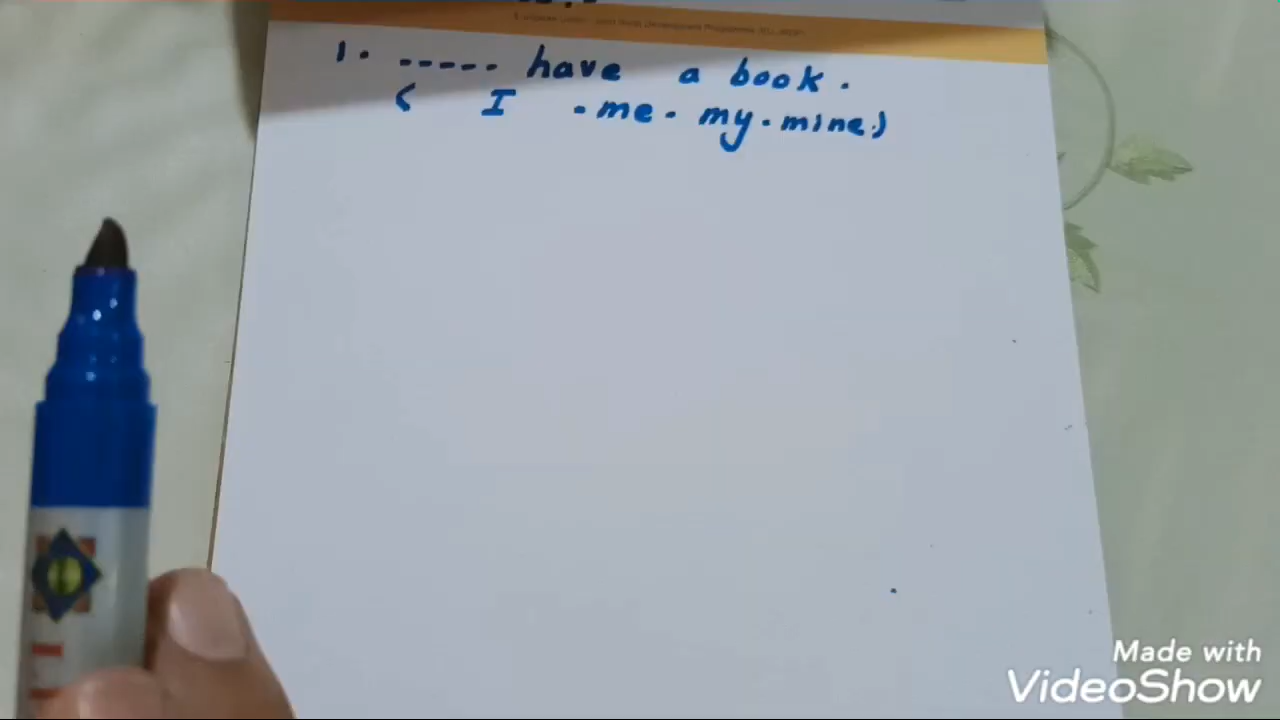 1. ----- have a book.
( I . me . my . mine.)
Made with
VideoShow